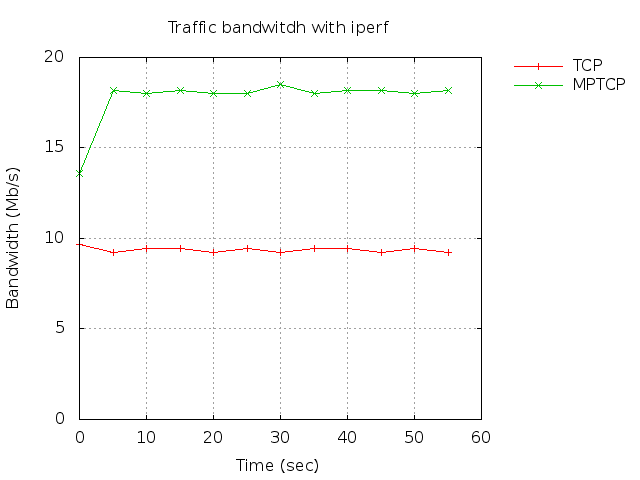 Traffic bandwitdh with iperf
TCP
MPTCP
Bandwidth (Mb/s)
20
15
10
5
0
0 10 20 30 40 50 60
Time (sec)